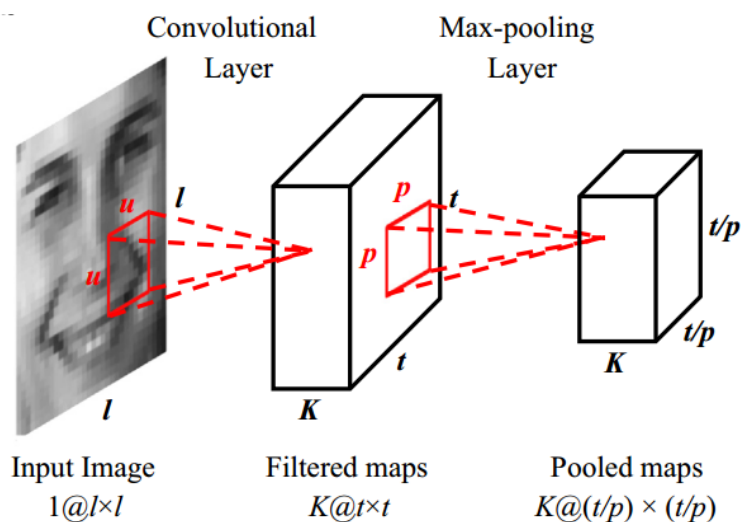 Convolutional
Layer
Max-pooling
Layer
u
l
u
l
p
t
p
t
K
t/p
t/p
K
Input Image
1@l×l
Filtered maps
K@t×t
Pooled maps
K@(t/p) × (t/p)